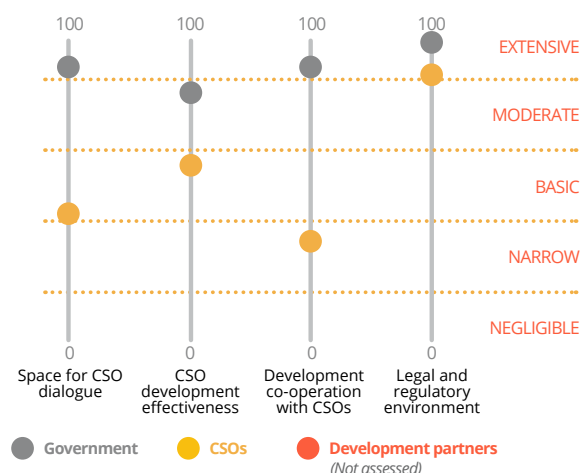 100 100 100 100
EXTENSIVE
MODERATE
BASIC
NARROW
NEGLIGIBLE
0 0 0 0
Space for CSO
dialogue
CSO
development
effectiveness
Development
co-operation
with CSOs
Legal and
regulatory
environment
Government CSOs Development partners
(Not assessed)